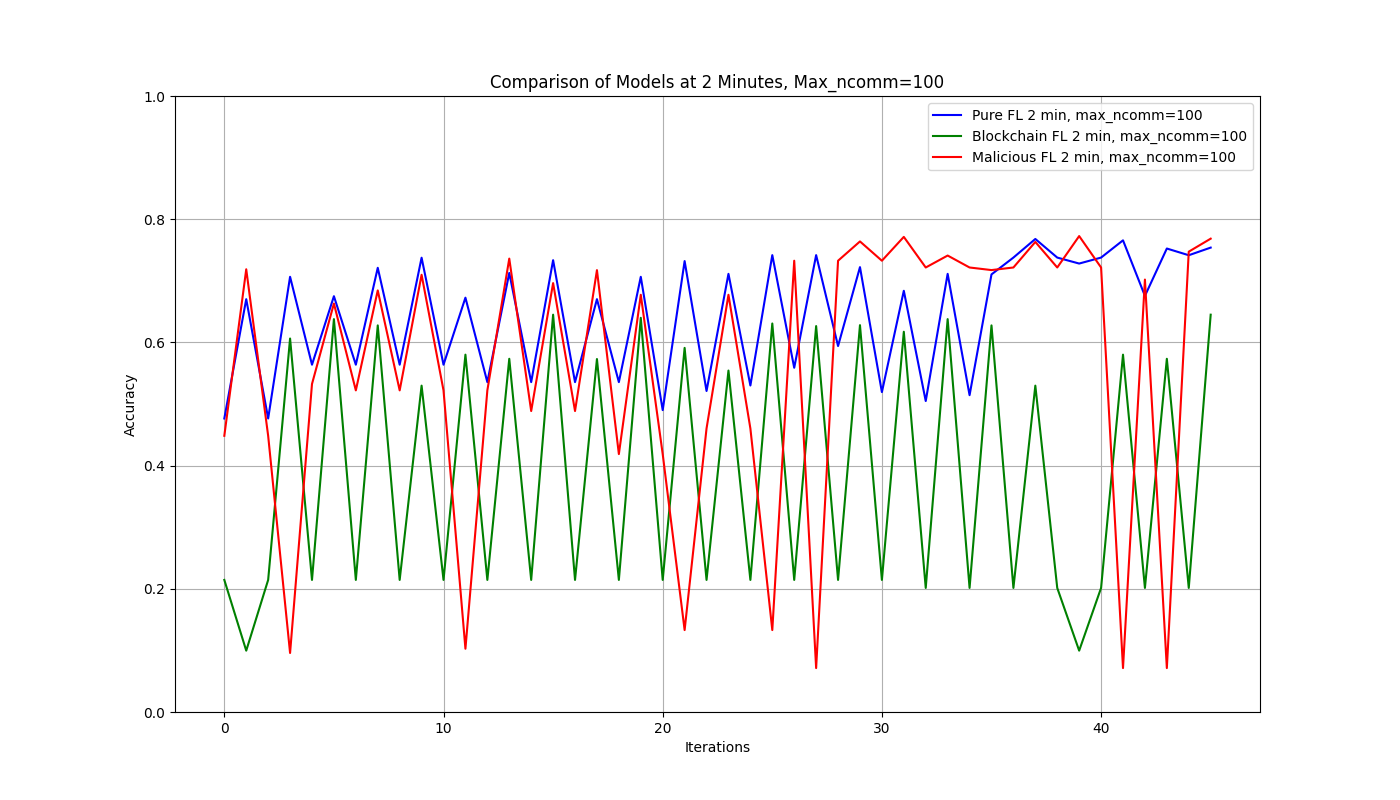 Comparison of Models at 2 Minutes, Max_ncomm=100
Pure FL 2 min, max_ncomm=100
Blockchain FL 2 min, max_ncomm=100
Malicious FL 2 min, max_ncomm=100
Accuracy
1.0
0.8
0.6
0.4
0.2
0.0
0 10 20 30 40
Iterations